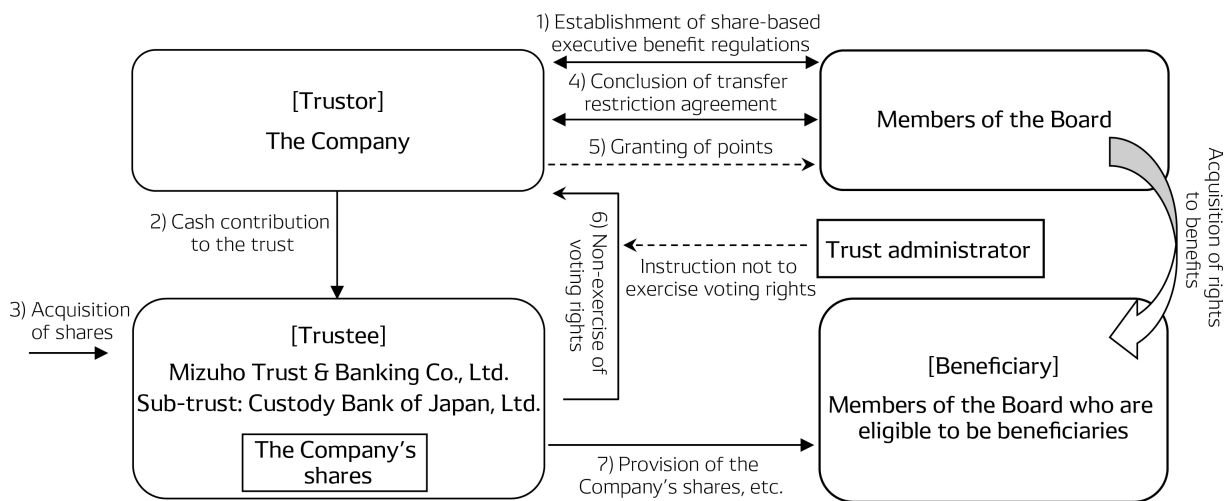 1) Establishment of share-based
executive benefit regulations
[Trustor]
The Company
4) Conclusion of transfer
restriction agreement
5) Granting of points
Members of the Board
Acquisition of rights
to benefits
2) Cash contribution
to the trust
6) Non-exercise of
voting rights
Trust administrator
Instruction not to
exercise voting rights
3) Acquisition
of shares
[Trustee]
Mizuho Trust & Banking Co., Ltd.
Sub-trust: Custody Bank of Japan, Ltd.
The Company's
shares
7) Provision of the
Company's shares, etc.
[Beneficiary]
Members of the Board who are
eligible to be beneficiaries